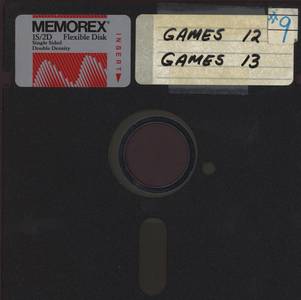 MEMOREX
1S/2D Flexible Disk
Single Sided
Double Density
INSERT
GAMES 12
GAMES 13
#9